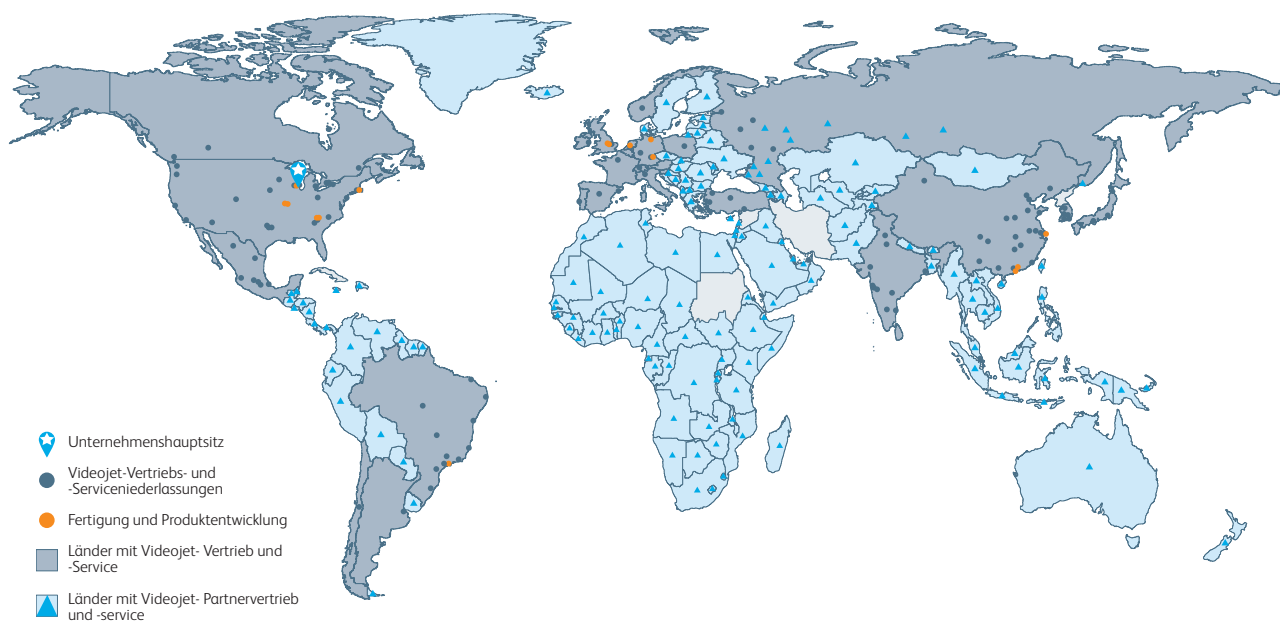 Unternehmenshauptsitz
Videojet-Vertriebs- und
-Serviceniederlassungen
Fertigung und Produktentwicklung
Länder mit Videojet- Vertrieb und
-Service
Länder mit Videojet- Partnervertrieb
und -service